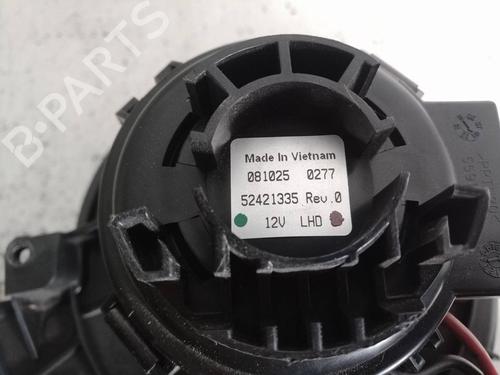 B-PARTS
Made In Vietnam
081025 0277
52421335 Rev.0
12V LHD